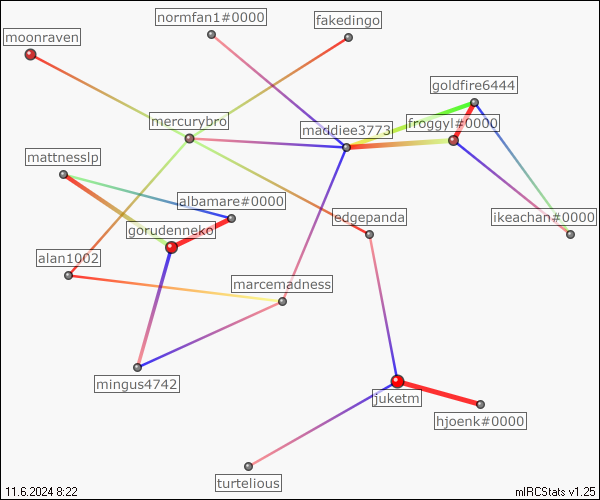 normfan1#0000
fakedingo
moonraven
goldfire6444
mercurybro
froggyl#0000
maddiee3773
mattnesslp
albamare#0000
edgepanda
ikeachan#0000
gorudenneko
alan1002
marcemadness
mingus4742
juketm
hjoenk#0000
turtelious
11.6.2024 8:22
mIRCStats v1.25